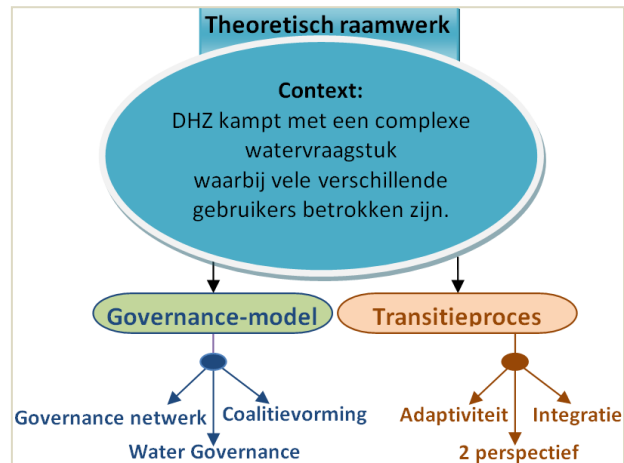 Theoretisch raamwerk
Context:
DHZ kampt met een complexe
watervraagstuk
waarbij vele verschillende
gebruikers betrokken zijn.
Governance-model
Transitieproces
Governance netwerk
Coalitievorming
Water Governance
Adaptiviteit
Integratie
2 perspectief